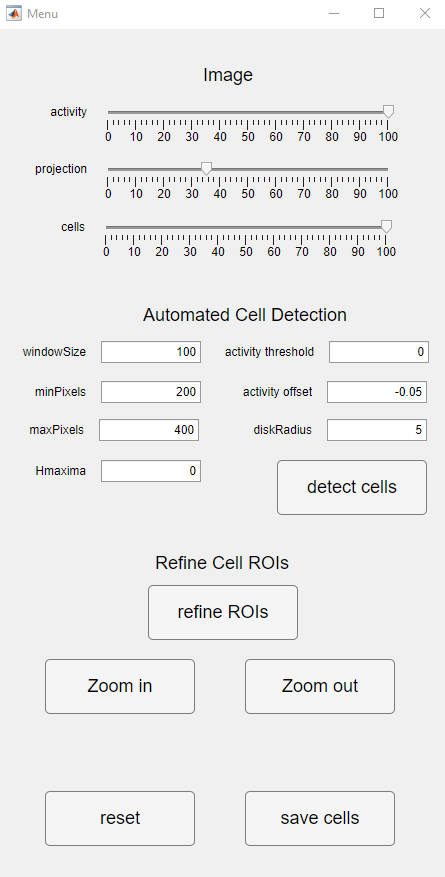 Menu
Image
activity
0 10 20 30 40 50 60 70 80 90 100
projection
0 10 20 30 40 50 60 70 80 90 100
cells
0 10 20 30 40 50 60 70 80 90 100
Automated Cell Detection
windowSize 100 activity threshold 0
minPixels 200 activity offset -0.05
maxPixels 400 diskRadius 5
Hmaxima 0 detect cells
Refine Cell ROIs
refine ROIs
Zoom in Zoom out
reset save cells